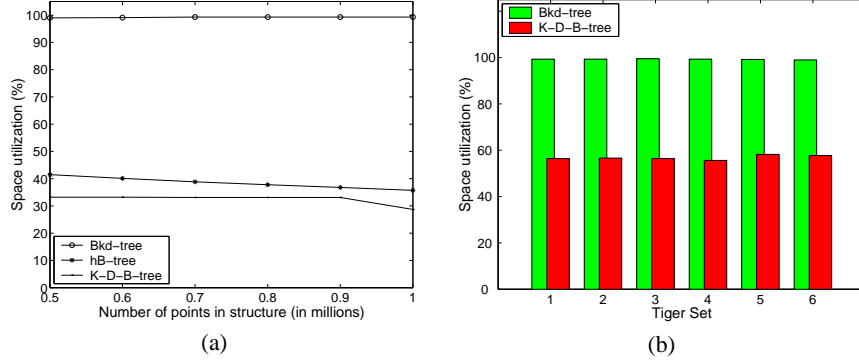 100
90
80
70
60
50
40
30
20
10
0
Space utilization (%)
Bkd−tree
hB−tree
K−D−B−tree
0.5 0.6 0.7 0.8 0.9 1
Number of points in structure (in millions)
(a)
Bkd−tree
K−D−B−tree
100
80
60
40
20
0
Space utilization (%)
1 2 3 4 5 6
Tiger Set
(b)